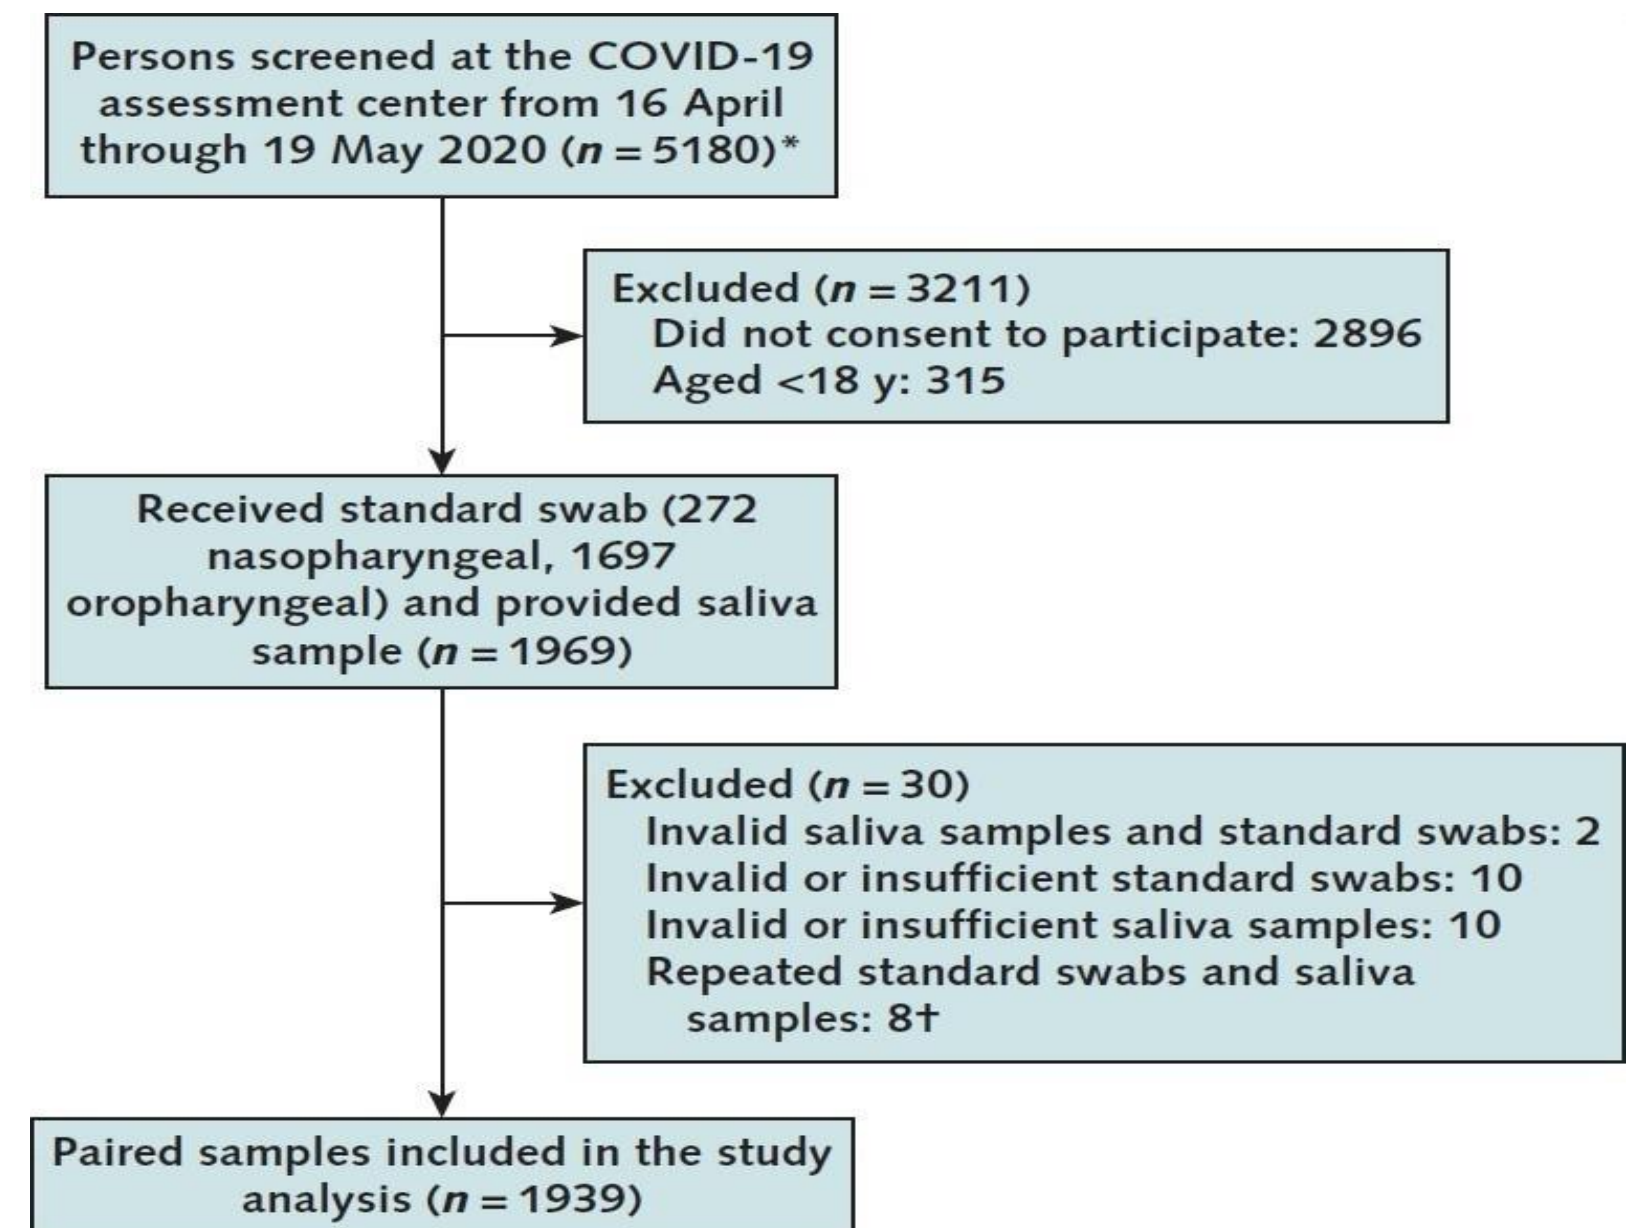 Persons screened at the COVID-19
assessment center from 16 April
through 19 May 2020 (n = 5180)*
Excluded (n = 3211)
Did not consent to participate: 2896
Aged <18 y: 315
Received standard swab (272
nasopharyngeal, 1697
oropharyngeal) and provided saliva
sample (n = 1969)
Excluded (n = 30)
Invalid saliva samples and standard swabs: 2
Invalid or insufficient standard swabs: 10
Invalid or insufficient saliva samples: 10
Repeated standard swabs and saliva
samples: 8†
Paired samples included in the study
analysis (n = 1939)